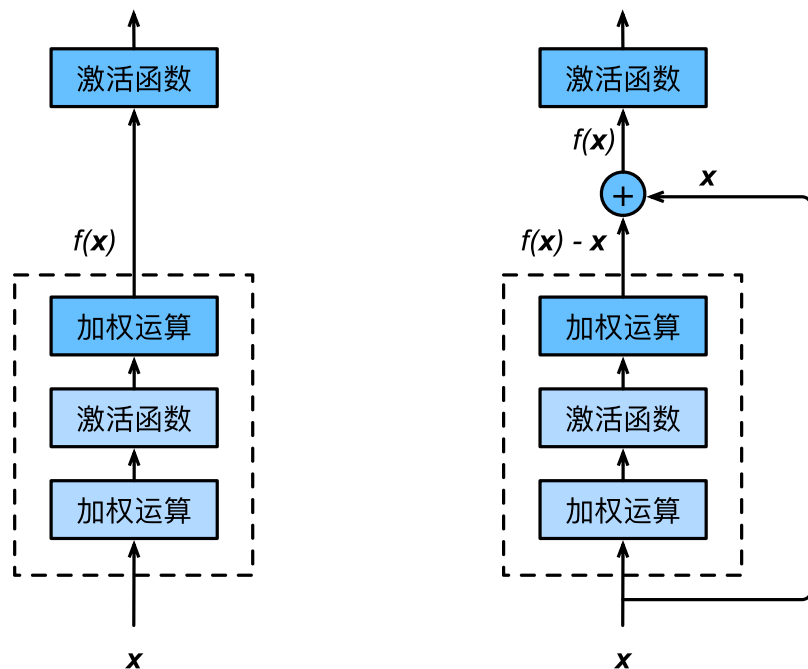 激活函数
f(x)
加权运算
激活函数
加权运算
x
激活函数
f(x)
x
+
f(x) - x
加权运算
激活函数
加权运算
x